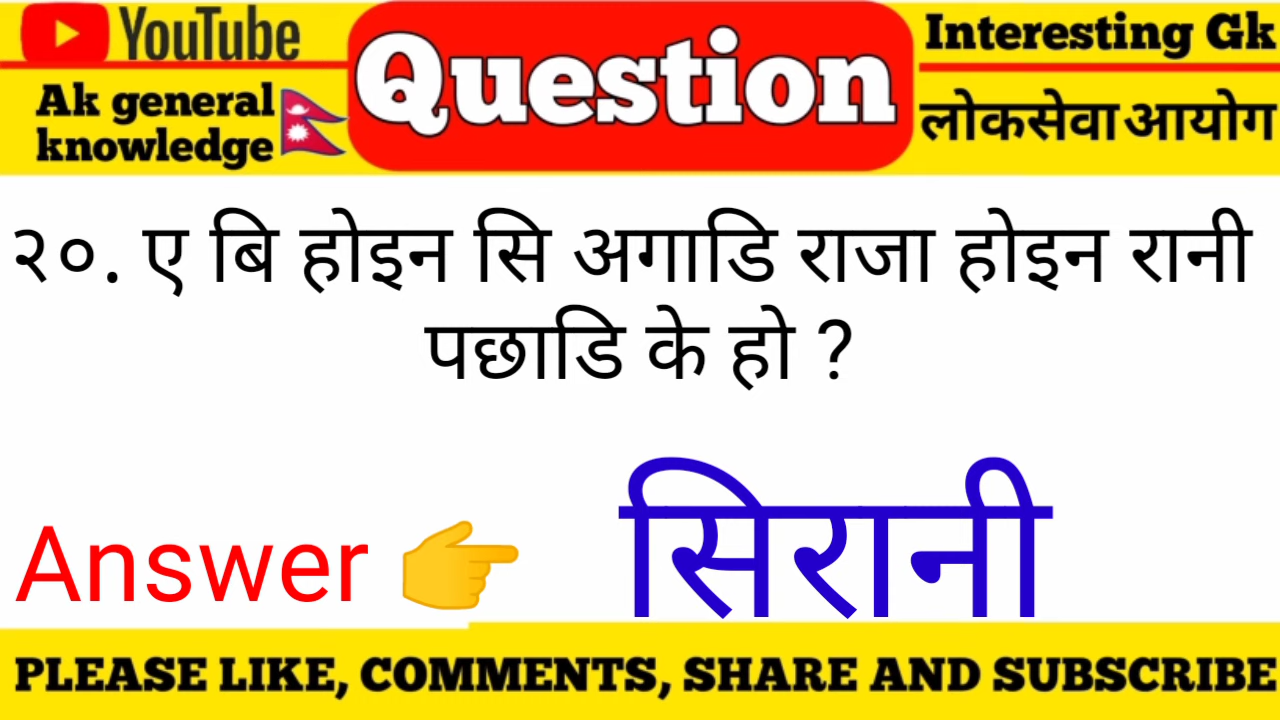 YouTube
Ak general
knowledge
Question
Interesting Gk
लोकसेवा आयोग
२०. ए बि होइन सि अगाडि राजा होइन रानी
पछाडि के हो ?
Answer 👉 सिरानी
PLEASE LIKE, COMMENTS, SHARE AND SUBSCRIBE